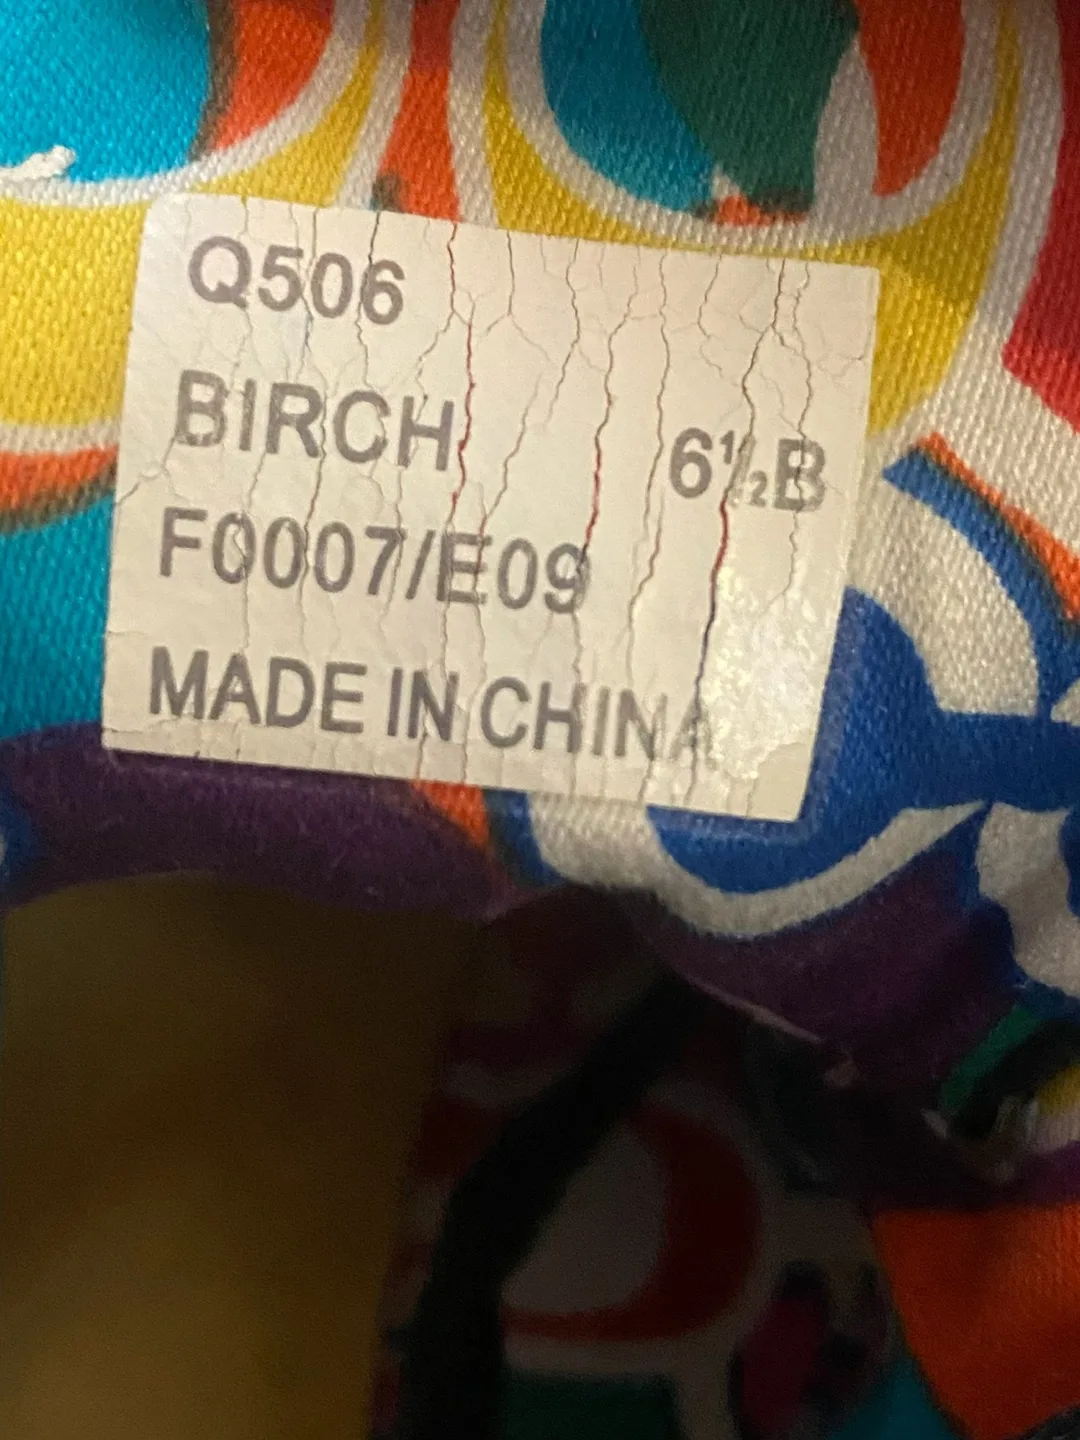 Q506
BIRCH 6½B
F0007/E09
MADE IN CHINA